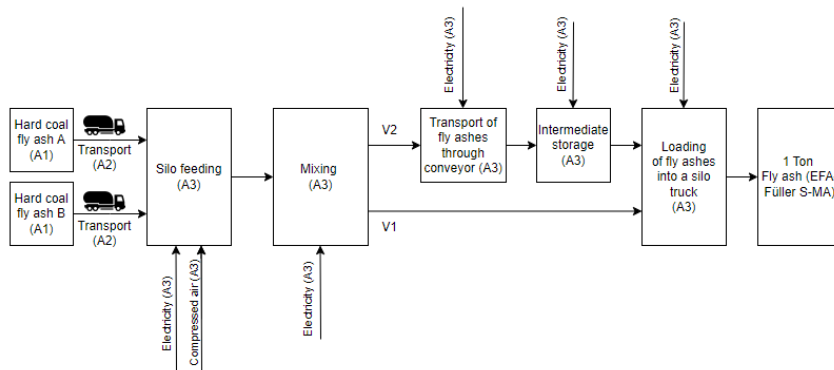 Electricity (A3)
Electricity (A3)
Electricity (A3)
Hard coal
fly ash A
(A1)
Transport
(A2)
Hard coal
fly ash B
(A1)
Transport
(A2)
Silo feeding
(A3)
Electricity (A3)
Compressed air (A3)
Mixing
(A3)
Electricity (A3)
V2
V1
Transport of
fly ashes
through
conveyor (A3)
Intermediate
storage
(A3)
Loading
of fly ashes
into a silo
truck
(A3)
1 Ton
Fly ash (EFA
Füller S-MA)